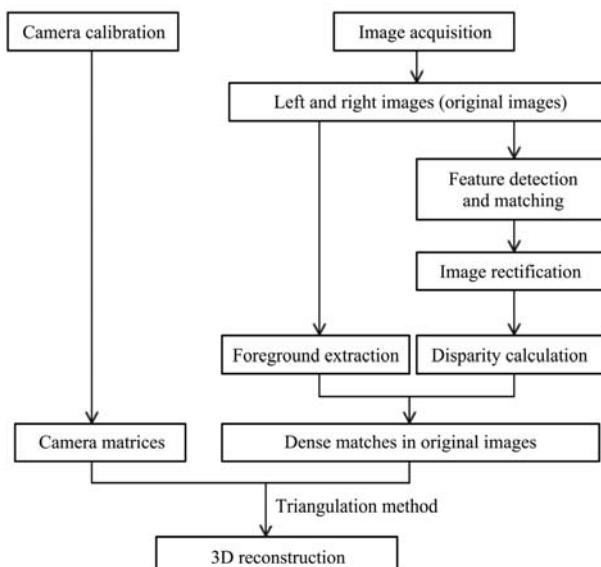 Camera calibration
Image acquisition
Left and right images (original images)
Feature detection
and matching
Image rectification
Foreground extraction
Disparity calculation
Camera matrices
Dense matches in original images
Triangulation method
3D reconstruction